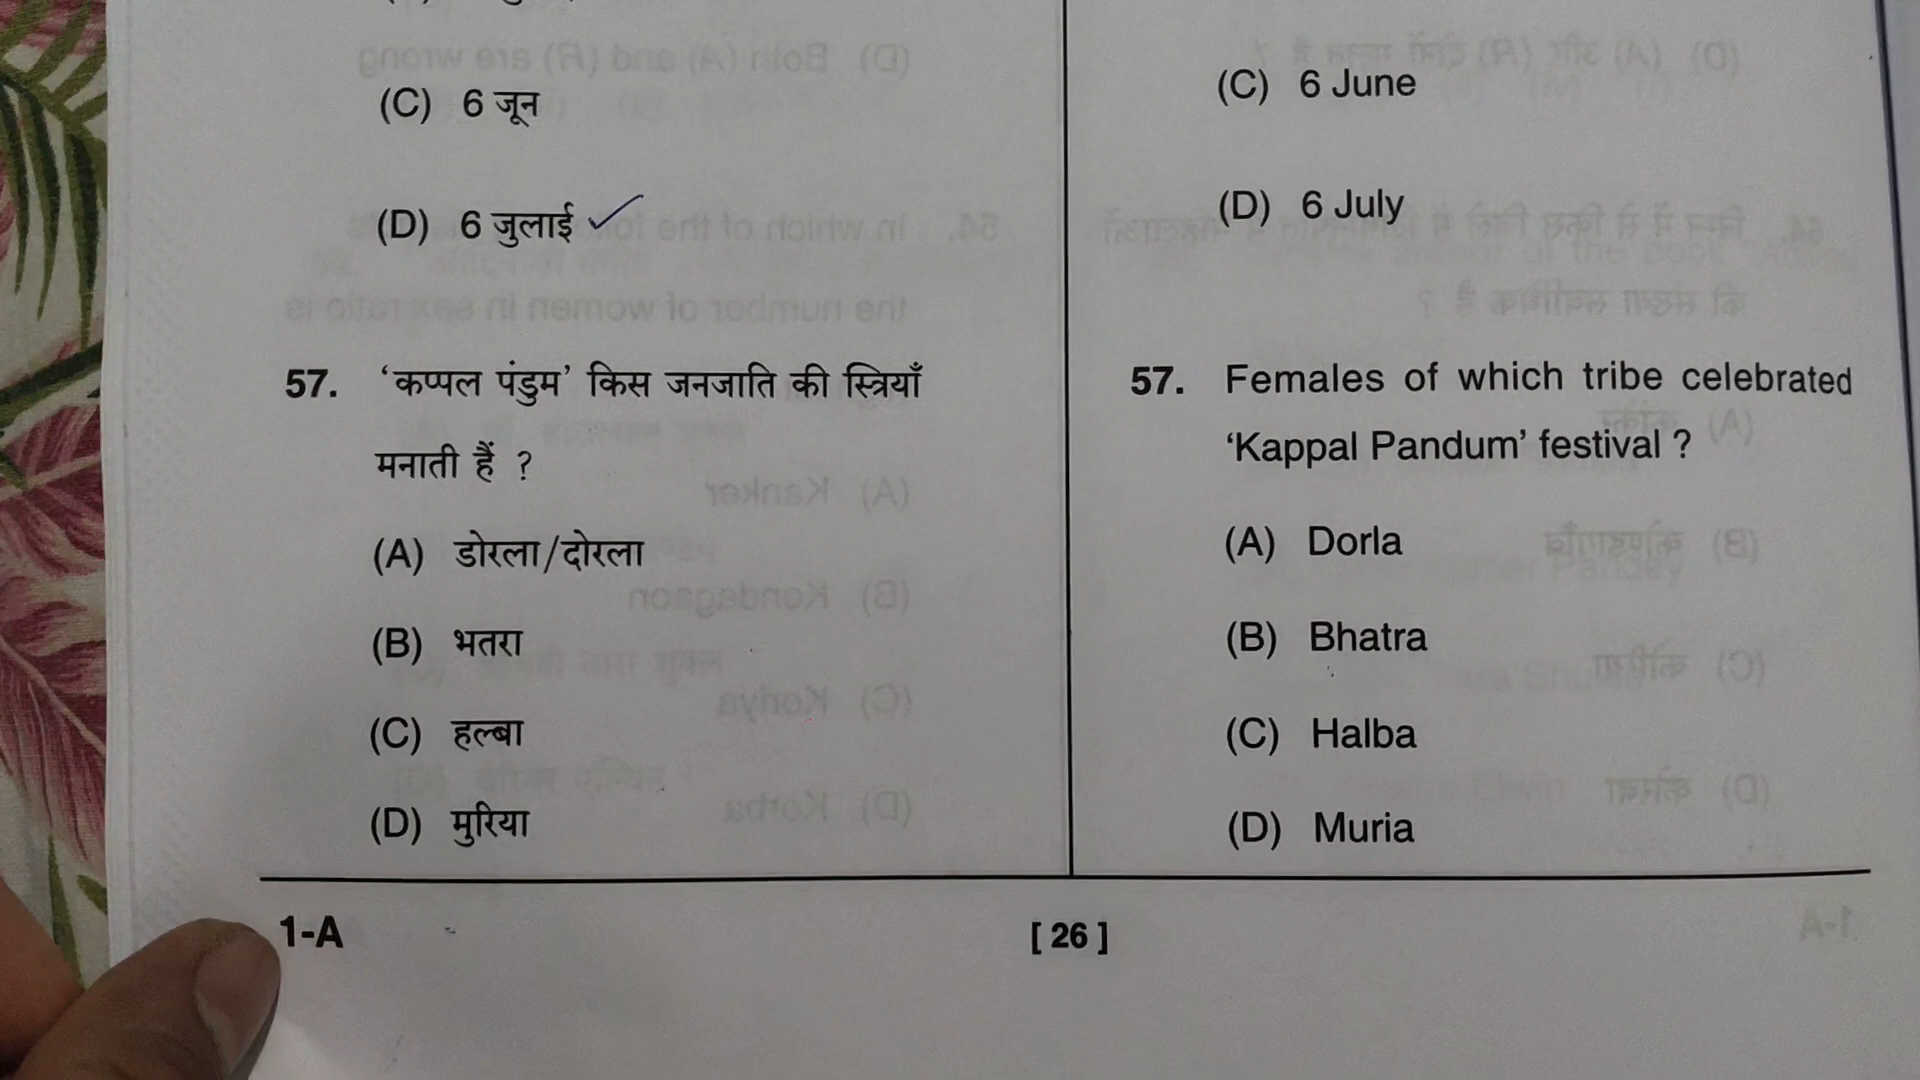 (C) 6 जून
(D) 6 जुलाई
57. 'कप्पल पंडुम' किस जनजाति की स्त्रियाँ
मनाती हैं ?
(A) डोरला/दोरला
(B) भतरा
(C) हल्बा
(D) मुरिया
(C) 6 June
(D) 6 July
57. Females of which tribe celebrated
'Kappal Pandum' festival ?
(A) Dorla
(B) Bhatra
(C) Halba
(D) Muria
1-A
[ 26 ]